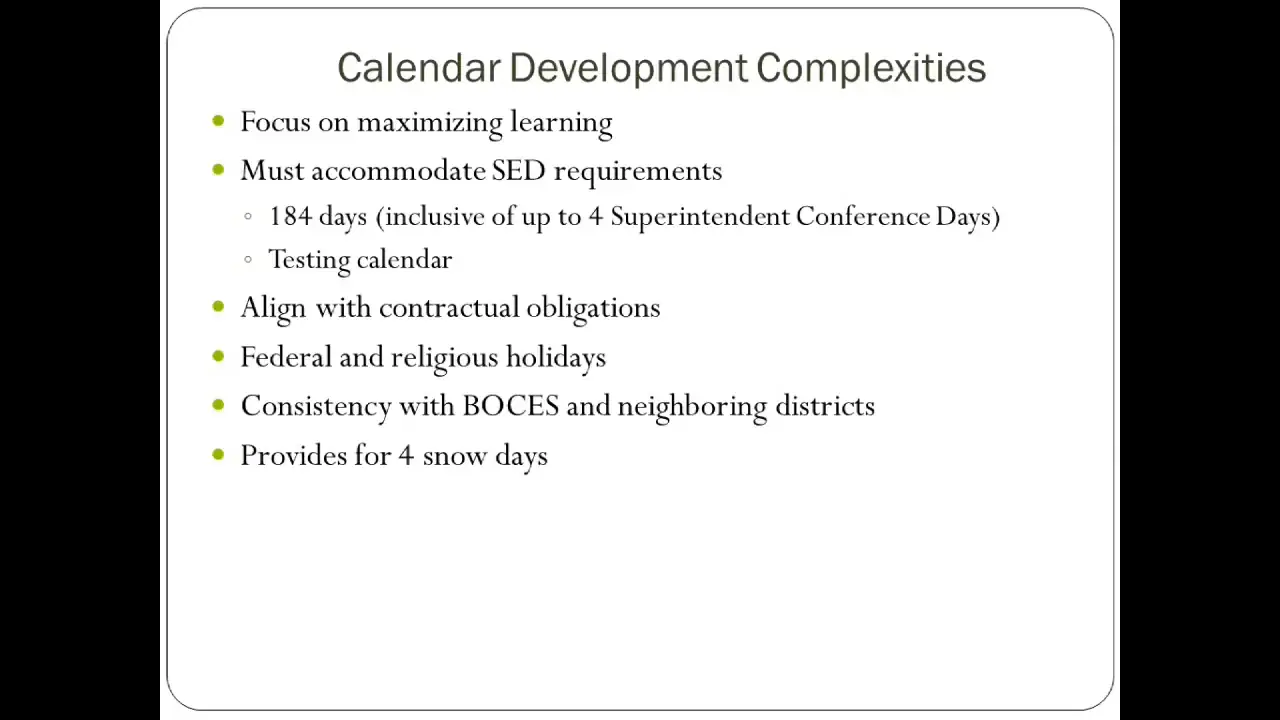 Calendar Development Complexities
Focus on maximizing learning
Must accommodate SED requirements
184 days (inclusive of up to 4 Superintendent Conference Days)
Testing calendar
Align with contractual obligations
Federal and religious holidays
Consistency with BOCES and neighboring districts
Provides for 4 snow days